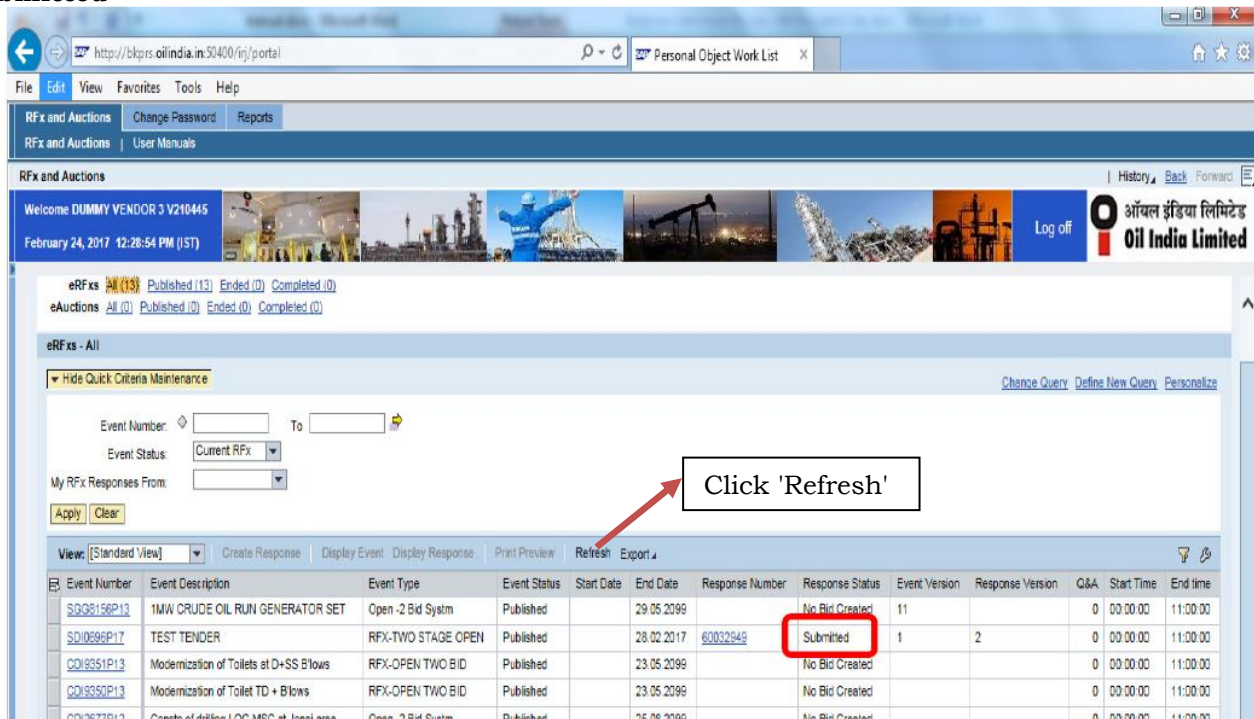 http://bkprs.oilindia.in:50400/irj/portal
Personal Object Work List
File Edit View Favorites Tools Help
RFx and Auctions Change Password Reports
RFx and Auctions | User Manuals
RFx and Auctions
History Back Forward
Welcome DUMMY VENDOR 3 V210445
February 24, 2017 12:28:54 PM (IST)
Log off
ऑयल इंडिया लिमिटेड
Oil India Limited
eRFxs All (13) Published (13) Ended (0) Completed (0)
eAuctions All (0) Published (0) Ended (0) Completed (0)
eRFxs - All
Hide Quick Criteria Maintenance
Change Query Define New Query Personalize
Event Number: To
Event Status: Current RFx
My RFx Responses From:
Apply Clear
Click 'Refresh'
View: [Standard View] Create Response Display Event Display Response Print Preview Refresh Export
Event Number Event Description Event Type Event Status Start Date End Date Response Number Response Status Event Version Response Version Q&A Start Time End time
SGG8156P13 1MW CRUDE OIL RUN GENERATOR SET Open -2 Bid Systm Published 29.05.2099 No Bid Created 11 0 00:00:00 11:00:00
SDI0696P17 TEST TENDER RFX-TWO STAGE OPEN Published 28.02.2017 60032949 Submitted 1 2 0 00:00:00 11:00:00
CDI9351P13 Modernization of Toilets at D+SS B'lows RFX-OPEN TWO BID Published 23.05.2099 No Bid Created 0 00:00:00 11:00:00
CDI9350P13 Modernization of Toilet TD + B'lows RFX-OPEN TWO BID Published 23.05.2099 No Bid Created 0 00:00:00 11:00:00